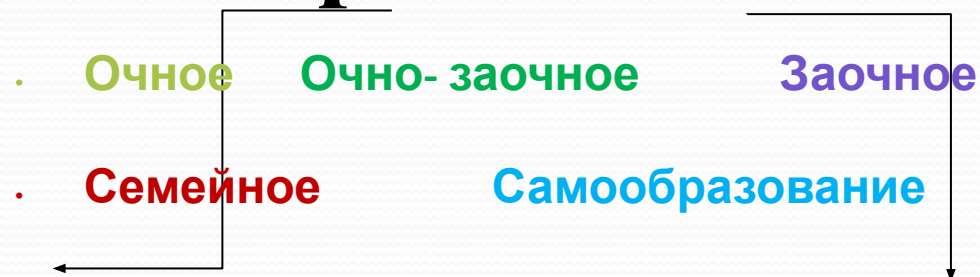 • Очное Очно- заочное Заочное
• Семейное Самообразование